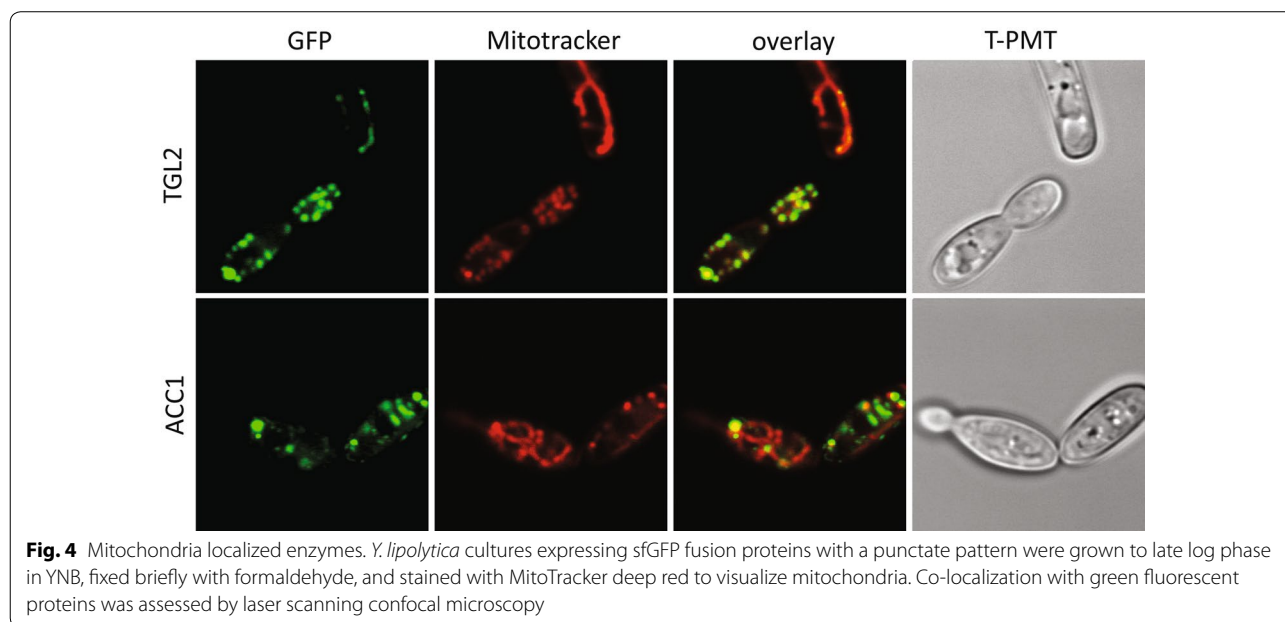 GFP Mitotracker overlay T-PMT
TGL2
ACC1
Fig. 4 Mitochondria localized enzymes. Y. lipolytica cultures expressing sfGFP fusion proteins with a punctate pattern were grown to late log phase
in YNB, fixed briefly with formaldehyde, and stained with MitoTracker deep red to visualize mitochondria. Co-localization with green fluorescent
proteins was assessed by laser scanning confocal microscopy